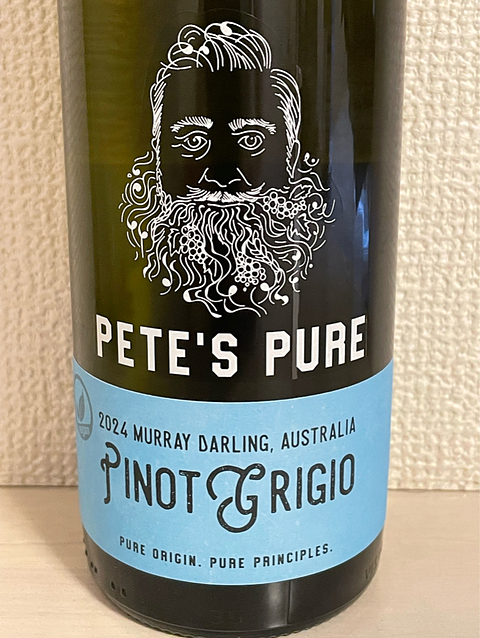 PETE'S PURE
2024 MURRAY DARLING, AUSTRALIA
PINOT GRIGIO
PURE ORIGIN. PURE PRINCIPLES.